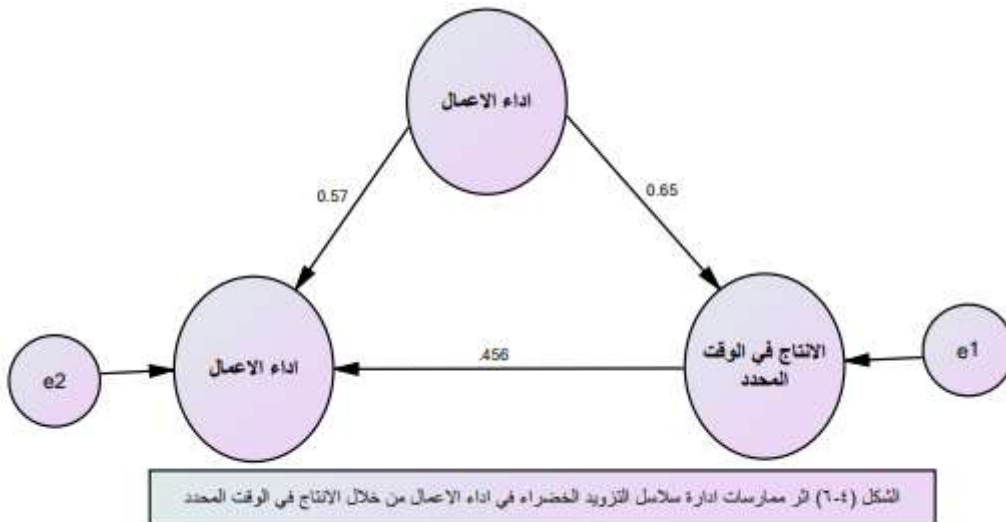 اداء الاعمال
0.57
0.65
الانتاج في الوقت
المحدد
e1
.456
اداء الاعمال
e2
الشكل (٤-٦) اثر ممارسات ادارة سلاسل التزويد الخضراء في اداء الاعمال من خلال الانتاج في الوقت المحدد